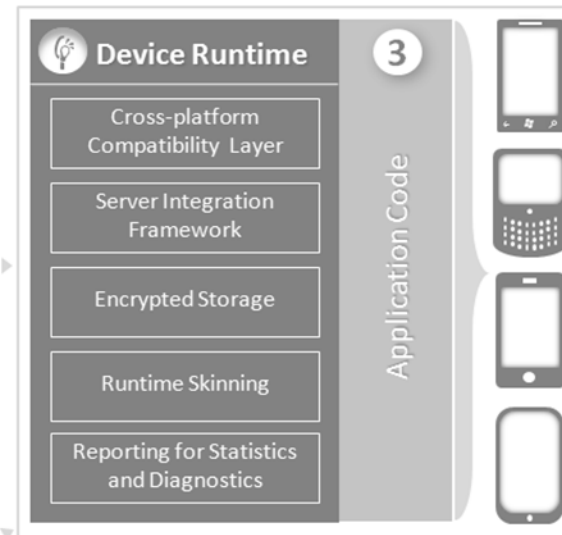 Device Runtime
3
Cross-platform
Compatibility Layer
Server Integration
Framework
Encrypted Storage
Runtime Skinning
Reporting for Statistics
and Diagnostics
Application Code